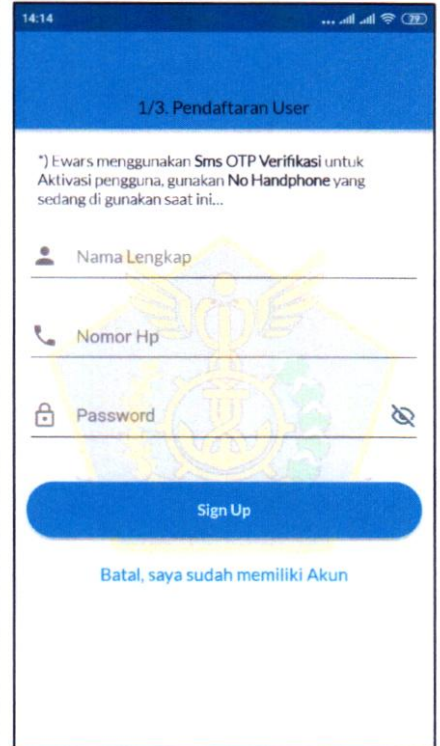 14:14
... 29
1/3. Pendaftaran User
*) Ewars menggunakan Sms OTP Verifikasi untuk
Aktivasi pengguna, gunakan No Handphone yang
sedang di gunakan saat ini...
Nama Lengkap
Nomor Hp
Password
Sign Up
Batal, saya sudah memiliki Akun